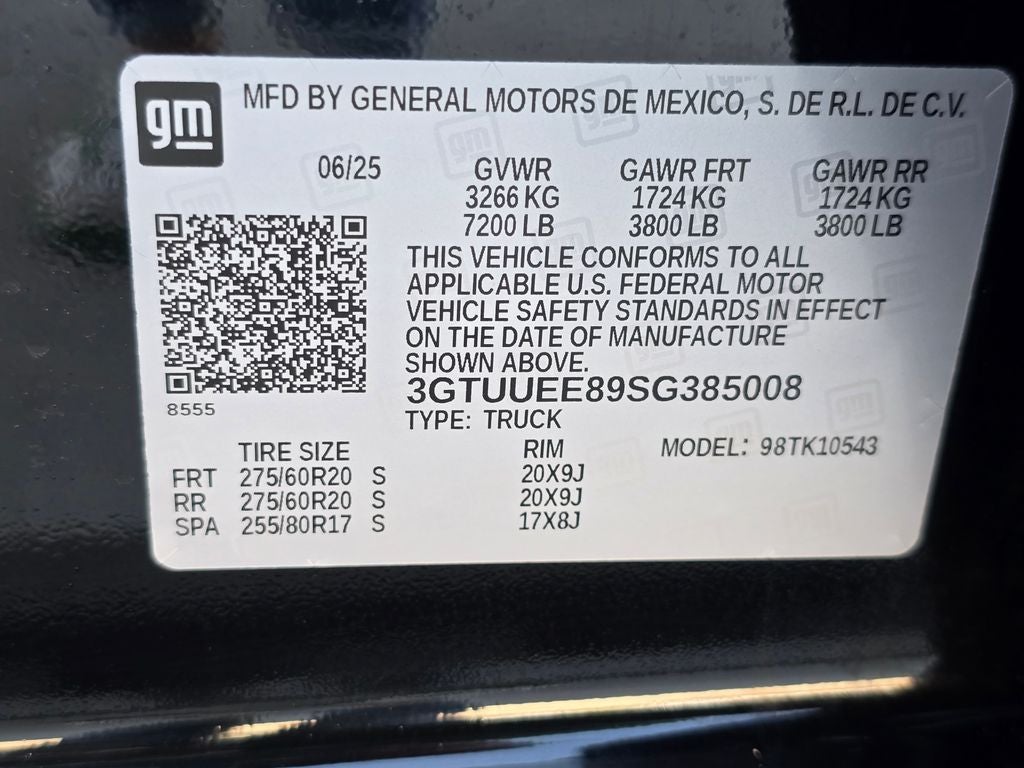 gm
MFD BY GENERAL MOTORS DE MEXICO, S. DE R.L. DE C.V.
06/25 GVWR GAWR FRT GAWR RR
3266 KG 1724 KG 1724 KG
7200 LB 3800 LB 3800 LB
THIS VEHICLE CONFORMS TO ALL
APPLICABLE U.S. FEDERAL MOTOR
VEHICLE SAFETY STANDARDS IN EFFECT
ON THE DATE OF MANUFACTURE
SHOWN ABOVE.
3GTUUEE89SG385008
8555
TYPE: TRUCK
TIRE SIZE RIM MODEL: 98TK10543
FRT 275/60R20 S 20X9J
RR 275/60R20 S 20X9J
SPA 255/80R17 S 17X8J